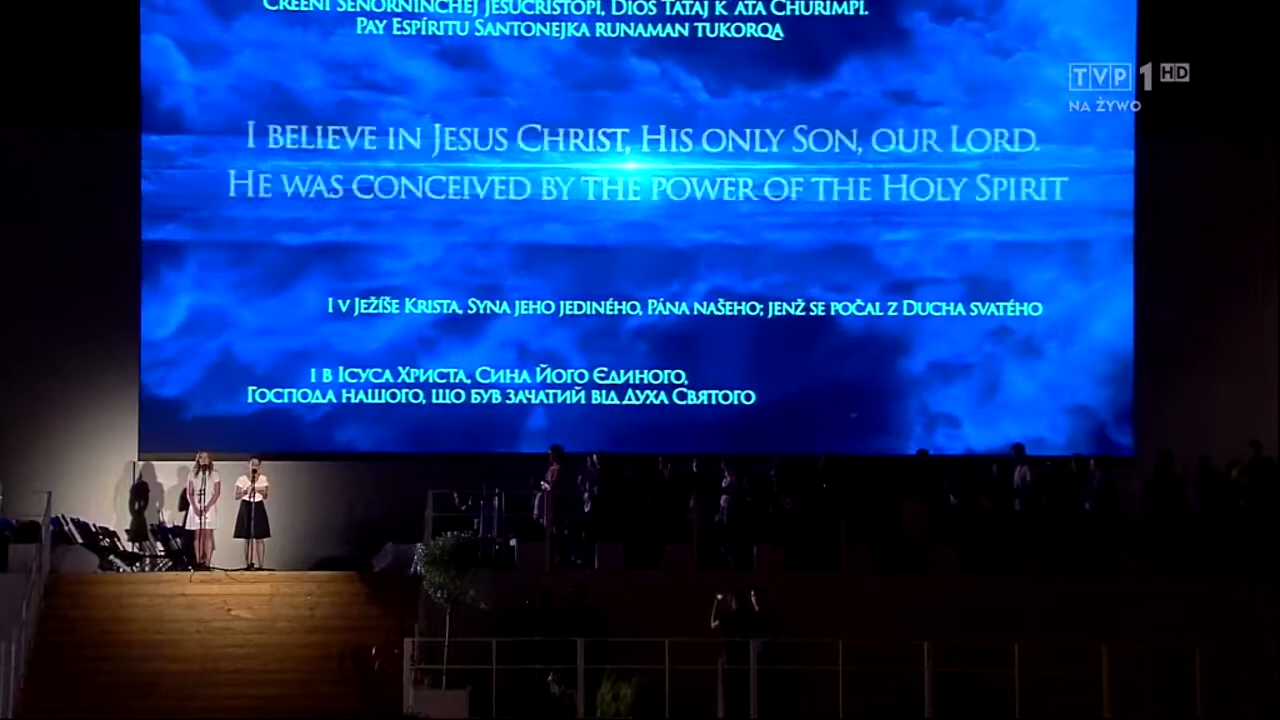 CREENI SEÑORNINCHEJ JESUCRISTOPI, DIOS TATAJ K´ATA CHURIMPI.
PAY ESPÍRITU SANTONEJKA RUNAMAN TUKORQA
TVP 1 HD
NA ŻYWO
I BELIEVE IN JESUS CHRIST, HIS ONLY SON, OUR LORD.
HE WAS CONCEIVED BY THE POWER OF THE HOLY SPIRIT
I V JEŽÍŠE KRISTA, SYNA JEHO JEDINÉHO, PÁNA NAŠEHO; JENŽ SE POČAL Z DUCHA SVATÉHO
І В ІСУСА ХРИСТА, СИНА ЙОГО ЄДИНОГО,
ГОСПОДА НАШОГО, ЩО БУВ ЗАЧАТИЙ ВІД ДУХА СВЯТОГО